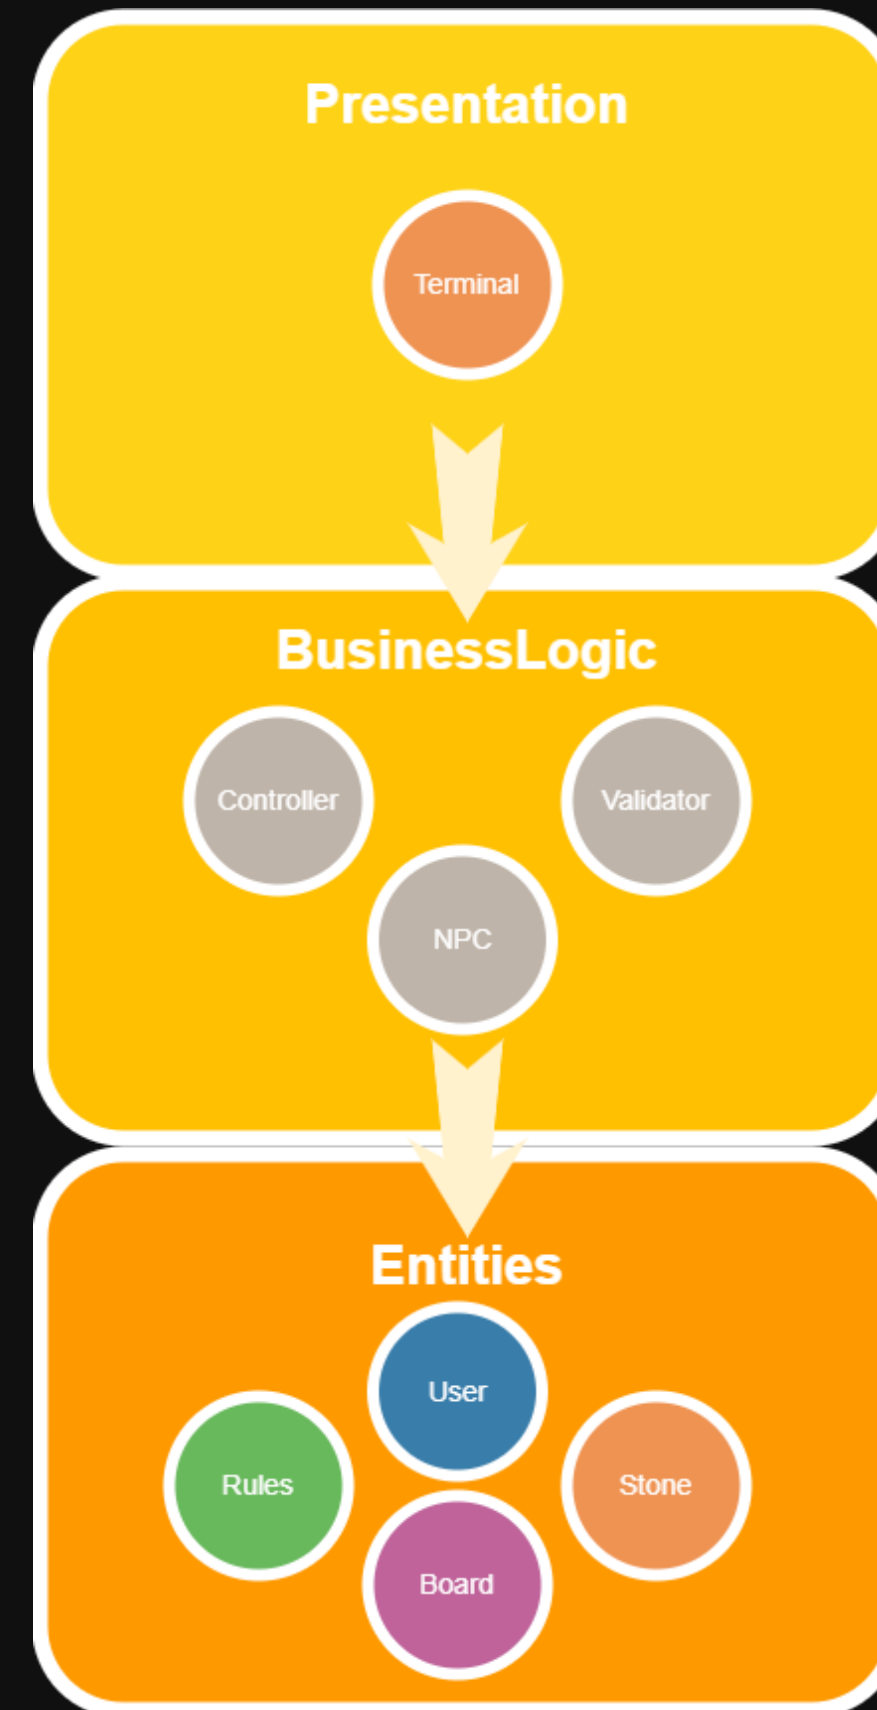 Presentation
Terminal
BusinessLogic
Controller
Validator
NPC
Entities
User
Rules
Stone
Board